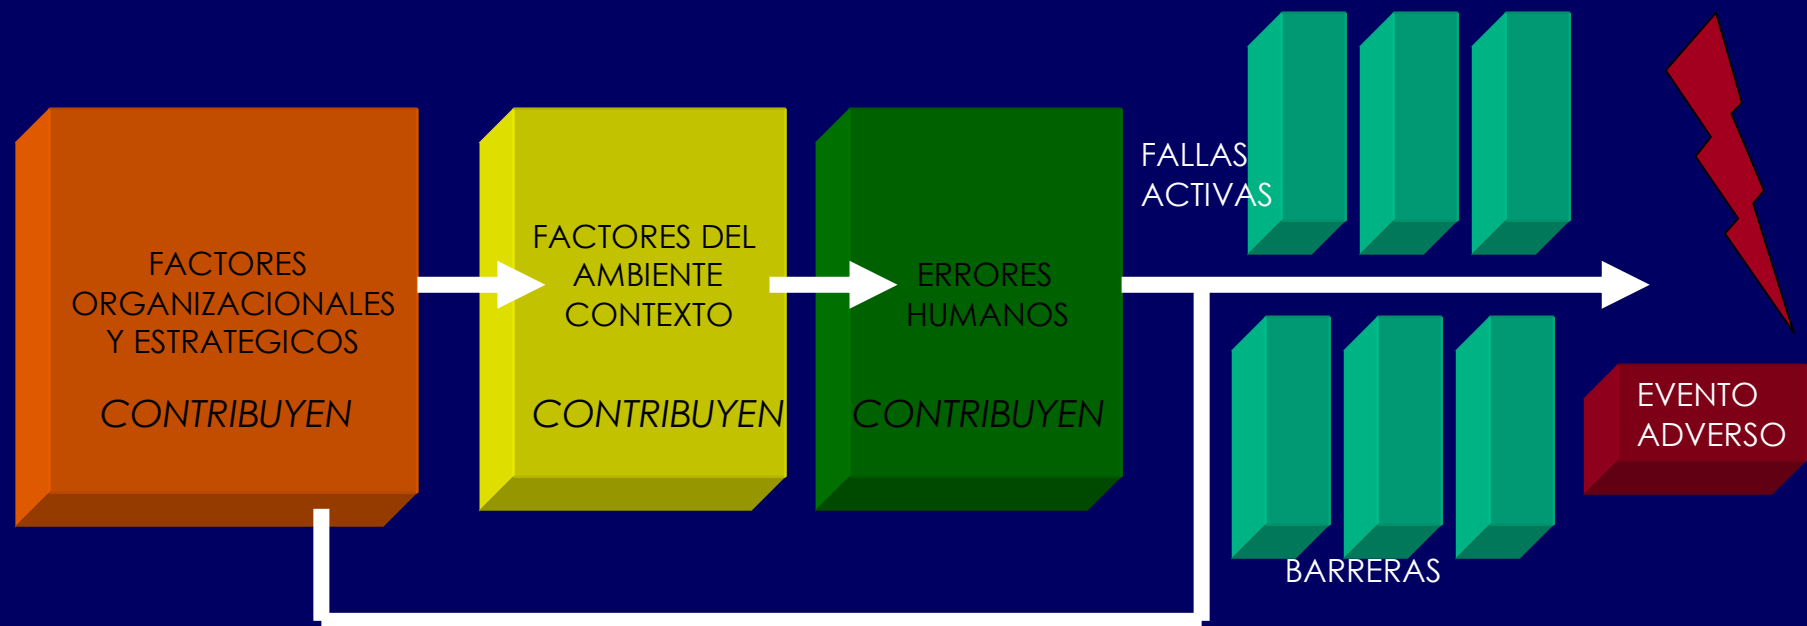 FACTORES
ORGANIZACIONALES
Y ESTRATEGICOS
CONTRIBUYEN
FACTORES DEL
AMBIENTE
CONTEXTO
CONTRIBUYEN
ERRORES
HUMANOS
CONTRIBUYEN
FALLAS
ACTIVAS
BARRERAS
EVENTO
ADVERSO